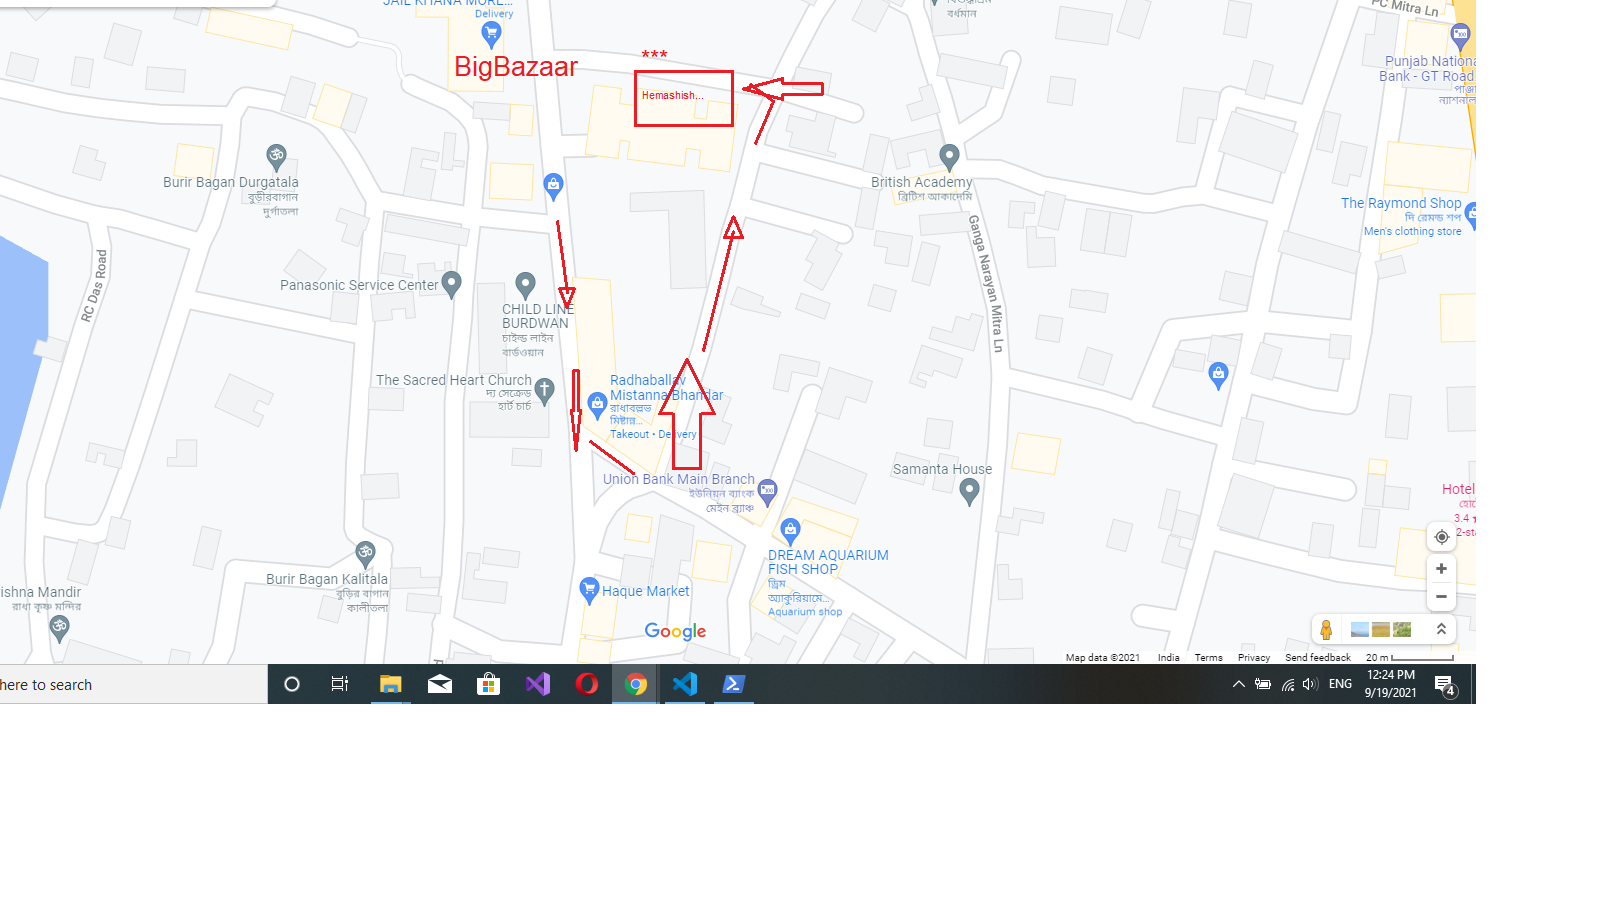 JAIL KHANA MORE...
Delivery
BigBazaar
***
Hemashish...
বর্ধমান
PC Mitra Ln
Punjab Nationa
Bank - GT Road
পাঞ্জা
ন্যাশনাল
Burir Bagan Durgatala
বুড়ীরবাগান
দুর্গাতলা
British Academy
ব্রিটিশ আকাদেমি
The Raymond Shop
দি রেমন্ড শপ
Men's clothing store
RC Das Road
Ganga Narayan Mitra Ln
Panasonic Service Center
CHILD LINE
BURDWAN
চাইল্ড লাইন
বার্ডওয়ান
The Sacred Heart Church
দ্য সেক্রেড
হার্ট চার্চ
Radhaballav
Mistanna Bhandar
রাধাবল্লভ
মিষ্টান্ন...
Takeout • Delivery
Union Bank Main Branch
ইউনিয়ন ব্যাংক
মেইন ব্র্যাঞ্চ
Samanta House
Hotel
হোটে
3.4
2-sta
DREAM AQUARIUM
FISH SHOP
ড্রিম
অ্যাকুরিয়ামে...
Aquarium shop
Burir Bagan Kalitala
বুড়ির বাগান
কালীতলা
ishna Mandir
রাধা কৃষ্ণ মন্দির
Haque Market
Google
Map data ©2021 India Terms Privacy Send feedback 20 m
here to search
ENG
12:24 PM
9/19/2021
4